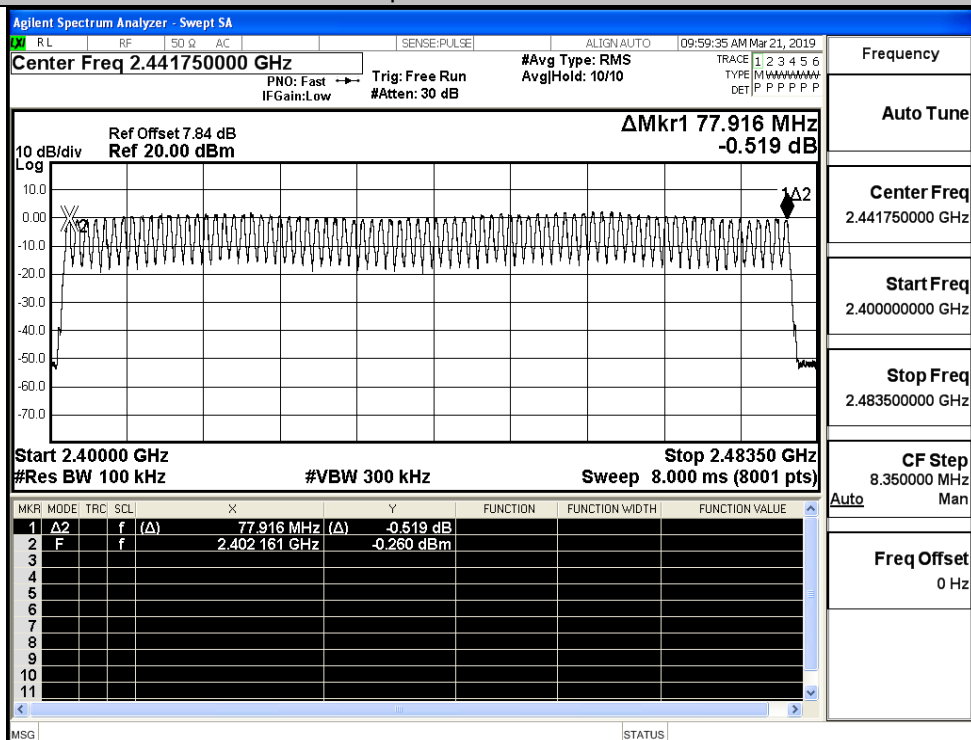 Agilent Spectrum Analyzer - Swept SA
LXI RL RF 50 Ω AC SENSE:PULSE ALIGN AUTO 09:59:35 AM Mar 21, 2019
Center Freq 2.441750000 GHz
PNO: Fast
IFGain:Low
Trig: Free Run
#Atten: 30 dB
#Avg Type: RMS
Avg|Hold: 10/10
TRACE 1 2 3 4 5 6
TYPE M WWWWW
DET P P P P P P
ΔMkr1 77.916 MHz
-0.519 dB
Ref Offset 7.84 dB
10 dB/div Ref 20.00 dBm
Log
10.0
0.00
-10.0
-20.0
-30.0
-40.0
-50.0
-60.0
-70.0
2
1Δ2
Start 2.40000 GHz Stop 2.48350 GHz
#Res BW 100 kHz #VBW 300 kHz Sweep 8.000 ms (8001 pts)
MKR MODE TRC SCL X Y FUNCTION FUNCTION WIDTH FUNCTION VALUE
1 Δ2 f (Δ) 77.916 MHz (Δ) -0.519 dB
2 F f 2.402 161 GHz -0.260 dBm
3
4
5
6
7
8
9
10
11
MSG STATUS
Frequency
Auto Tune
Center Freq
2.441750000 GHz
Start Freq
2.400000000 GHz
Stop Freq
2.483500000 GHz
CF Step
8.350000 MHz
Auto Man
Freq Offset
0 Hz